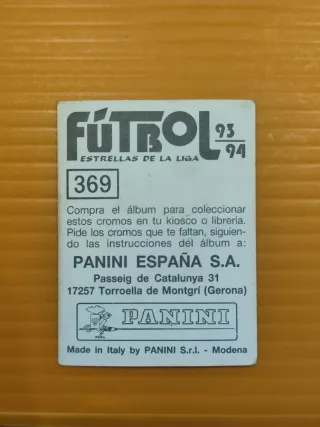 FÚTBOL 93/94
ESTRELLAS DE LA LIGA
369
Compra el álbum para coleccionar
estos cromos en tu kiosco o librería.
Pide los cromos que te faltan, siguien-
do las instrucciones del álbum a:
PANINI ESPAÑA S.A.
Passeig de Catalunya 31
17257 Torroella de Montgrí (Gerona)
PANINI
Made in Italy by PANINI S.r.l. - Modena